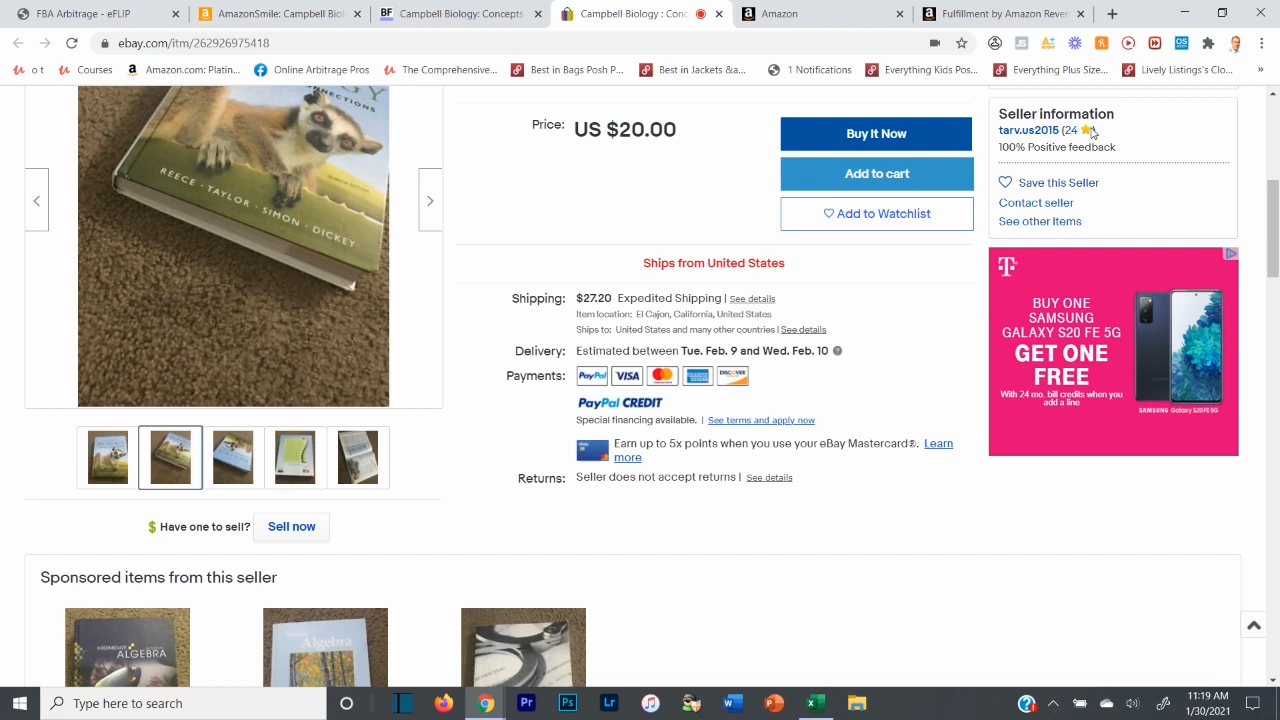 FBA Arbitrage - eFLIP
AmazonSmile: Campbell Biol
Biology: Concepts
Campbell Biology : Conc
Amazon
Fulfillment
ebay.com/itm/262926975418
o t
Courses
Amazon.com: Platin...
Online Arbitrage Pros
The Comprehensive...
Best in Bags Posh P...
Best in Jackets &a...
1 Notifications
Everything Kids Fas...
Everything Plus Size...
Lively Listings's Clo...
»
CONNECTIONS
REECE · TAYLOR · SIMON · DICKEY
Price:
US $20.00
Buy It Now
Add to cart
Add to Watchlist
Ships from United States
Shipping:
$27.20 Expedited Shipping | See details
Item location: El Cajon, California, United States
Ships to: United States and many other countries | See details
Delivery:
Estimated between Tue. Feb. 9 and Wed. Feb. 10
Payments:
PayPal VISA
DISCOVER
PayPal CREDIT
Special financing available. | See terms and apply now
Earn up to 5x points when you use your eBay Mastercard®. Learn
more
Returns:
Seller does not accept returns | See details
Seller information
tarv.us2015 (24
100% Positive feedback
Save this Seller
Contact seller
See other items
T
BUY ONE
SAMSUNG
GALAXY S20 FE 5G
GET ONE
FREE
With 24 mo. bill credits when you
add a line
SAMSUNG Galaxy S20 FE 5G
Have one to sell?
Sell now
Sponsored items from this seller
INTERMEDIATE
ALGEBRA
Algebra
Type here to search
Pr
Ps
Lr
11:19 AM
1/30/2021